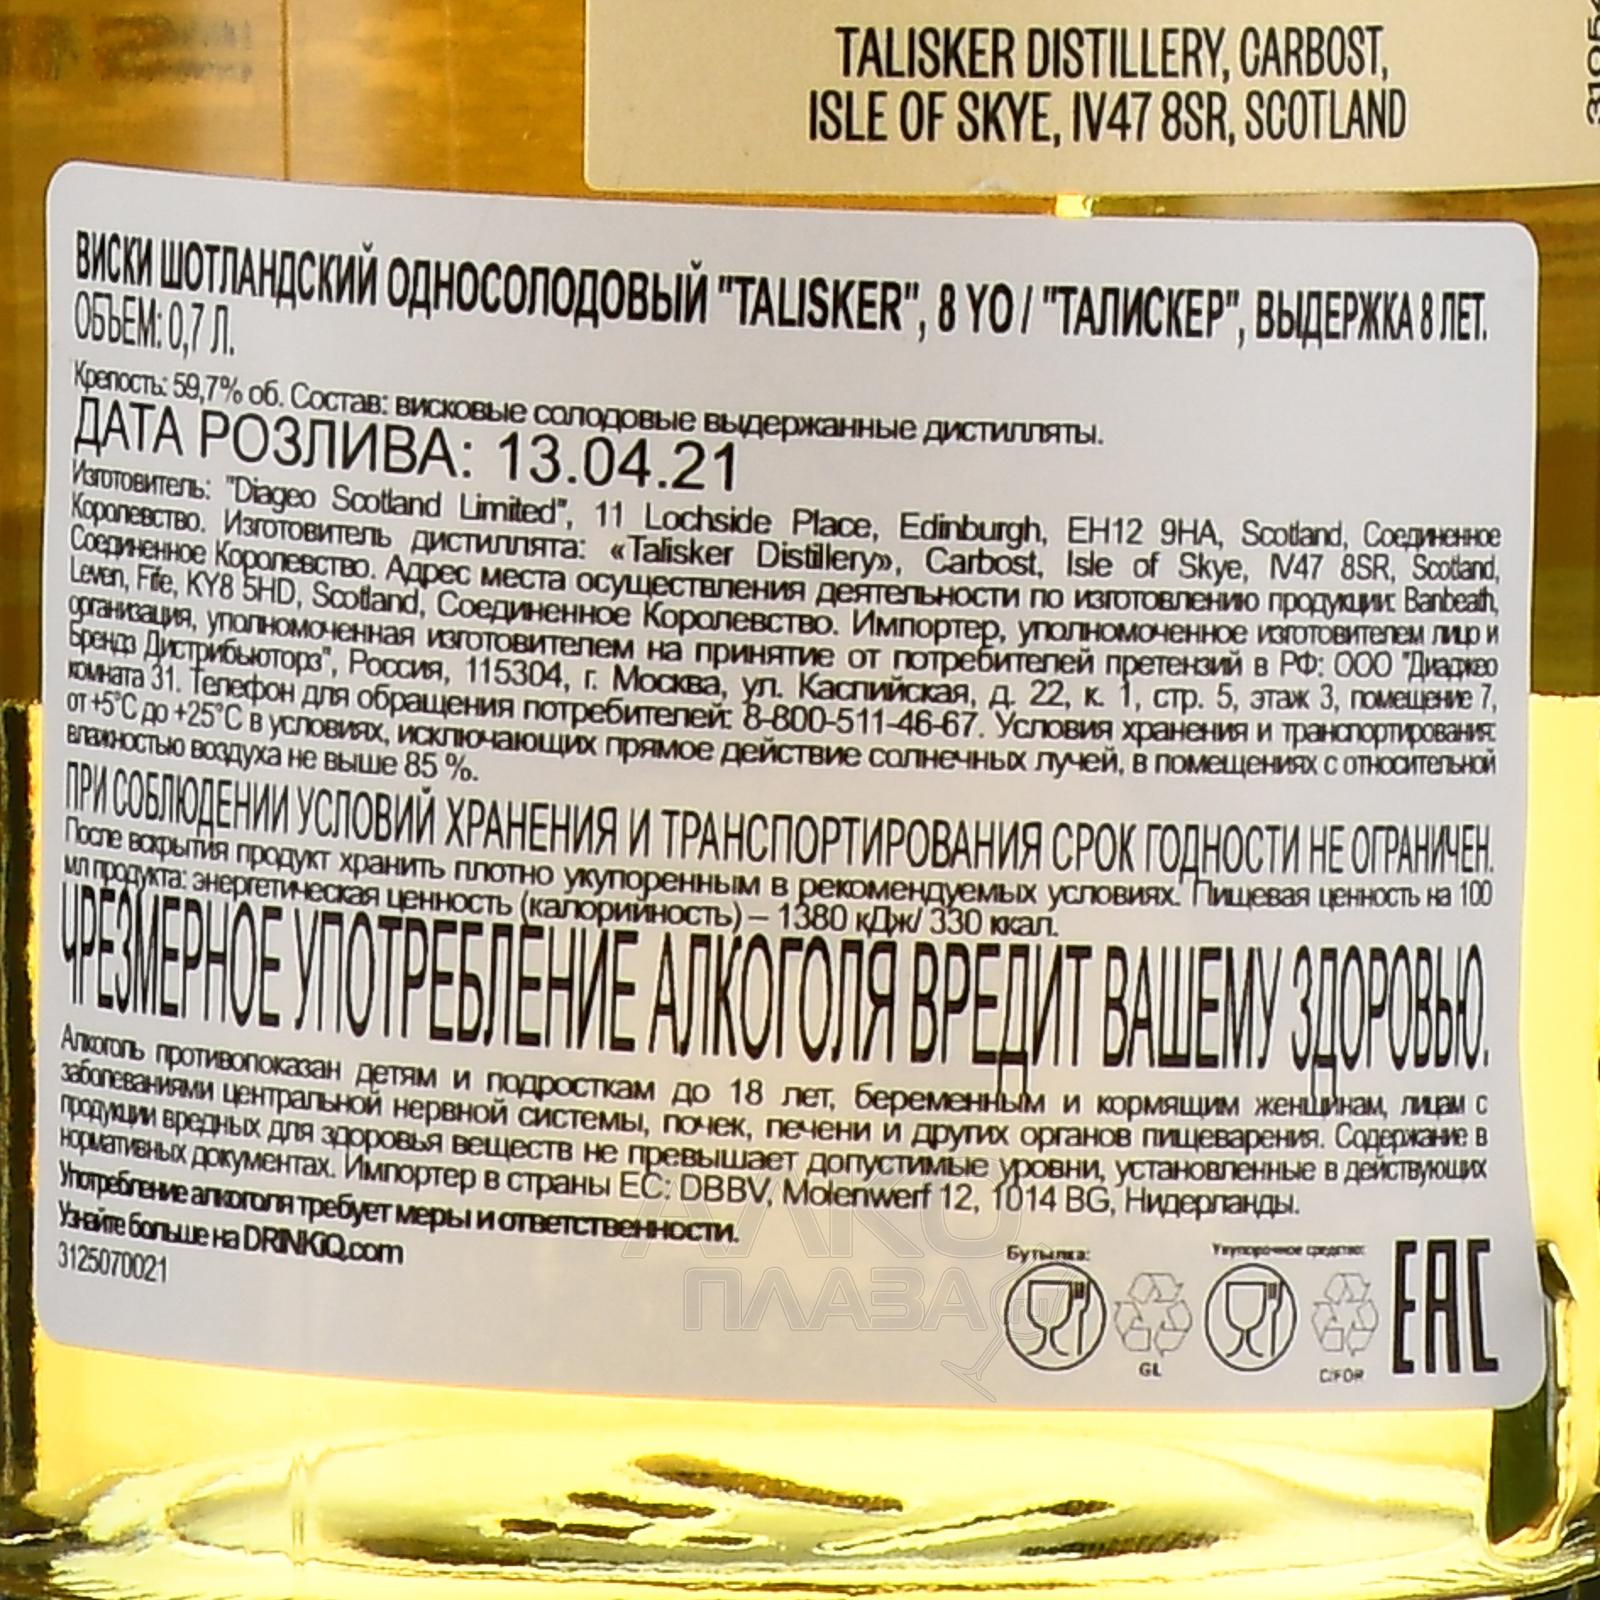 TALISKER DISTILLERY, CARBOST,
ISLE OF SKYE, IV47 8SR, SCOTLAND
ВИСКИ ШОТЛАНДСКИЙ ОДНОСОЛОДОВЫЙ "TALISKER", 8 YO / "ТАЛИСКЕР", ВЫДЕРЖКА 8 ЛЕТ.
ОБЪЕМ: 0,7 Л.
Крепость: 59,7% об. Состав: висковые солодовые выдержанные дистилляты.
ДАТА РОЗЛИВА: 13.04.21
Изготовитель: "Diageo Scotland Limited", 11 Lochside Place, Edinburgh, EH12 9HA, Scotland, Соединенное
Королевство. Изготовитель дистиллята: «Talisker Distillery», Carbost, Isle of Skye, IV47 8SR, Scotland,
Соединенное Королевство. Адрес места осуществления деятельности по изготовлению продукции: Banbeath,
Leven, Fife, KY8 5HD, Scotland, Соединенное Королевство. Импортер, уполномоченное изготовителем лицо и
организация, уполномоченная изготовителем на принятие от потребителей претензий в РФ: ООО "Диаджео
Брендз Дистрибьюторз", Россия, 115304, г. Москва, ул. Каспийская, д. 22, к. 1, стр. 5, этаж 3, помещение 7,
комната 31. Телефон для обращения потребителей: 8-800-511-46-67. Условия хранения и транспортирования:
от +5°С до +25°С в условиях, исключающих прямое действие солнечных лучей, в помещениях с относительной
влажностью воздуха не выше 85 %.
ПРИ СОБЛЮДЕНИИ УСЛОВИЙ ХРАНЕНИЯ И ТРАНСПОРТИРОВАНИЯ СРОК ГОДНОСТИ НЕ ОГРАНИЧЕН.
После вскрытия продукт хранить плотно укупоренным в рекомендуемых условиях. Пищевая ценность на 100
мл продукта: энергетическая ценность (калорийность) – 1380 кДж/ 330 ккал.
ЧРЕЗМЕРНОЕ УПОТРЕБЛЕНИЕ АЛКОГОЛЯ ВРЕДИТ ВАШЕМУ ЗДОРОВЬЮ.
Алкоголь противопоказан детям и подросткам до 18 лет, беременным и кормящим женщинам, лицам с
заболеваниями центральной нервной системы, почек, печени и других органов пищеварения. Содержание в
продукции вредных для здоровья веществ не превышает допустимые уровни, установленные в действующих
нормативных документах. Импортер в страны ЕС: DBBV, Molenwerf 12, 1014 BG, Нидерланды.
Употребление алкоголя требует меры и ответственности.
Узнайте больше на DRINKiQ.com
3125070021
Бутылка: Укупорочное средство:
GL C/FOR
EAC
АЛКО
ПЛАЗА